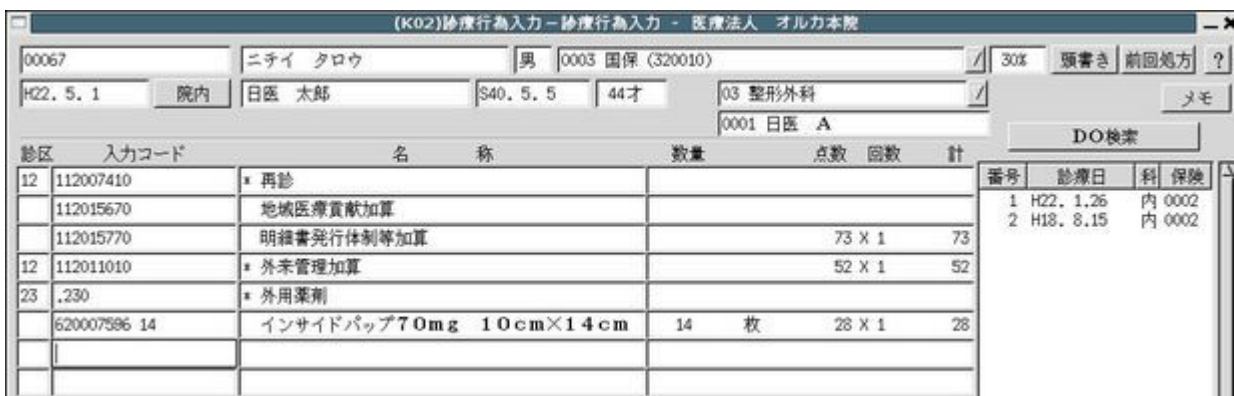 (K02)診療行為入力－診療行為入力 - 医療法人 オルカ本院
00067 ニチイ タロウ 男 0003 国保 (320010) 30% 頭書き 前回処方 ?
H22. 5. 1 院内 日医 太郎 S40. 5. 5 44才 03 整形外科 メモ
0001 日医 A DO検索
診区 入力コード 名 称 数量 点数 回数 計
番号 診療日 科 保険
12 112007410 * 再診 1 H22. 1.26 内 0002
112015670 地域医療貢献加算 2 H18. 8.15 内 0002
112015770 明細書発行体制等加算 73 X 1 73
12 112011010 * 外来管理加算 52 X 1 52
23 .230 * 外用薬剤
620007596 14 インサイドパップ70mg 10cm×14cm 14 枚 28 X 1 28